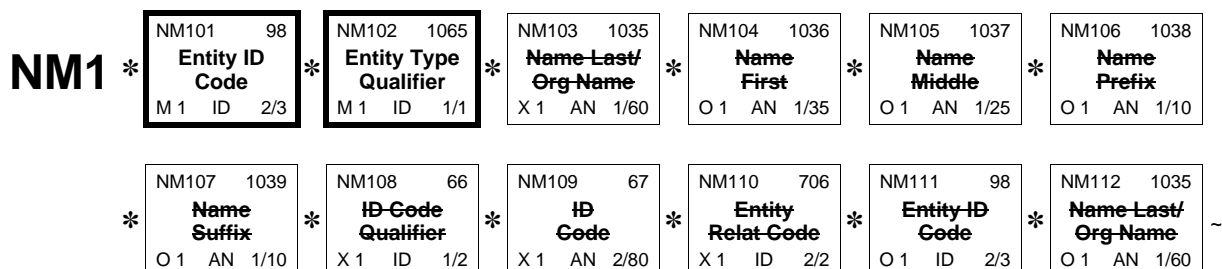 NM1 * NM101 98 * NM102 1065 * NM103 1035 * NM104 1036 * NM105 1037 * NM106 1038
Entity ID Entity Type Name Last/ Name Name Name
Code Qualifier Org Name First Middle Prefix
M 1 ID 2/3 M 1 ID 1/1 X 1 AN 1/60 O 1 AN 1/35 O 1 AN 1/25 O 1 AN 1/10
* NM107 1039 * NM108 66 * NM109 67 * NM110 706 * NM111 98 * NM112 1035 ~
Name ID Code ID Entity Entity ID Name Last/
Suffix Qualifier Code Relat Code Code Org Name
O 1 AN 1/10 X 1 ID 1/2 X 1 AN 2/80 X 1 ID 2/2 O 1 ID 2/3 O 1 AN 1/60